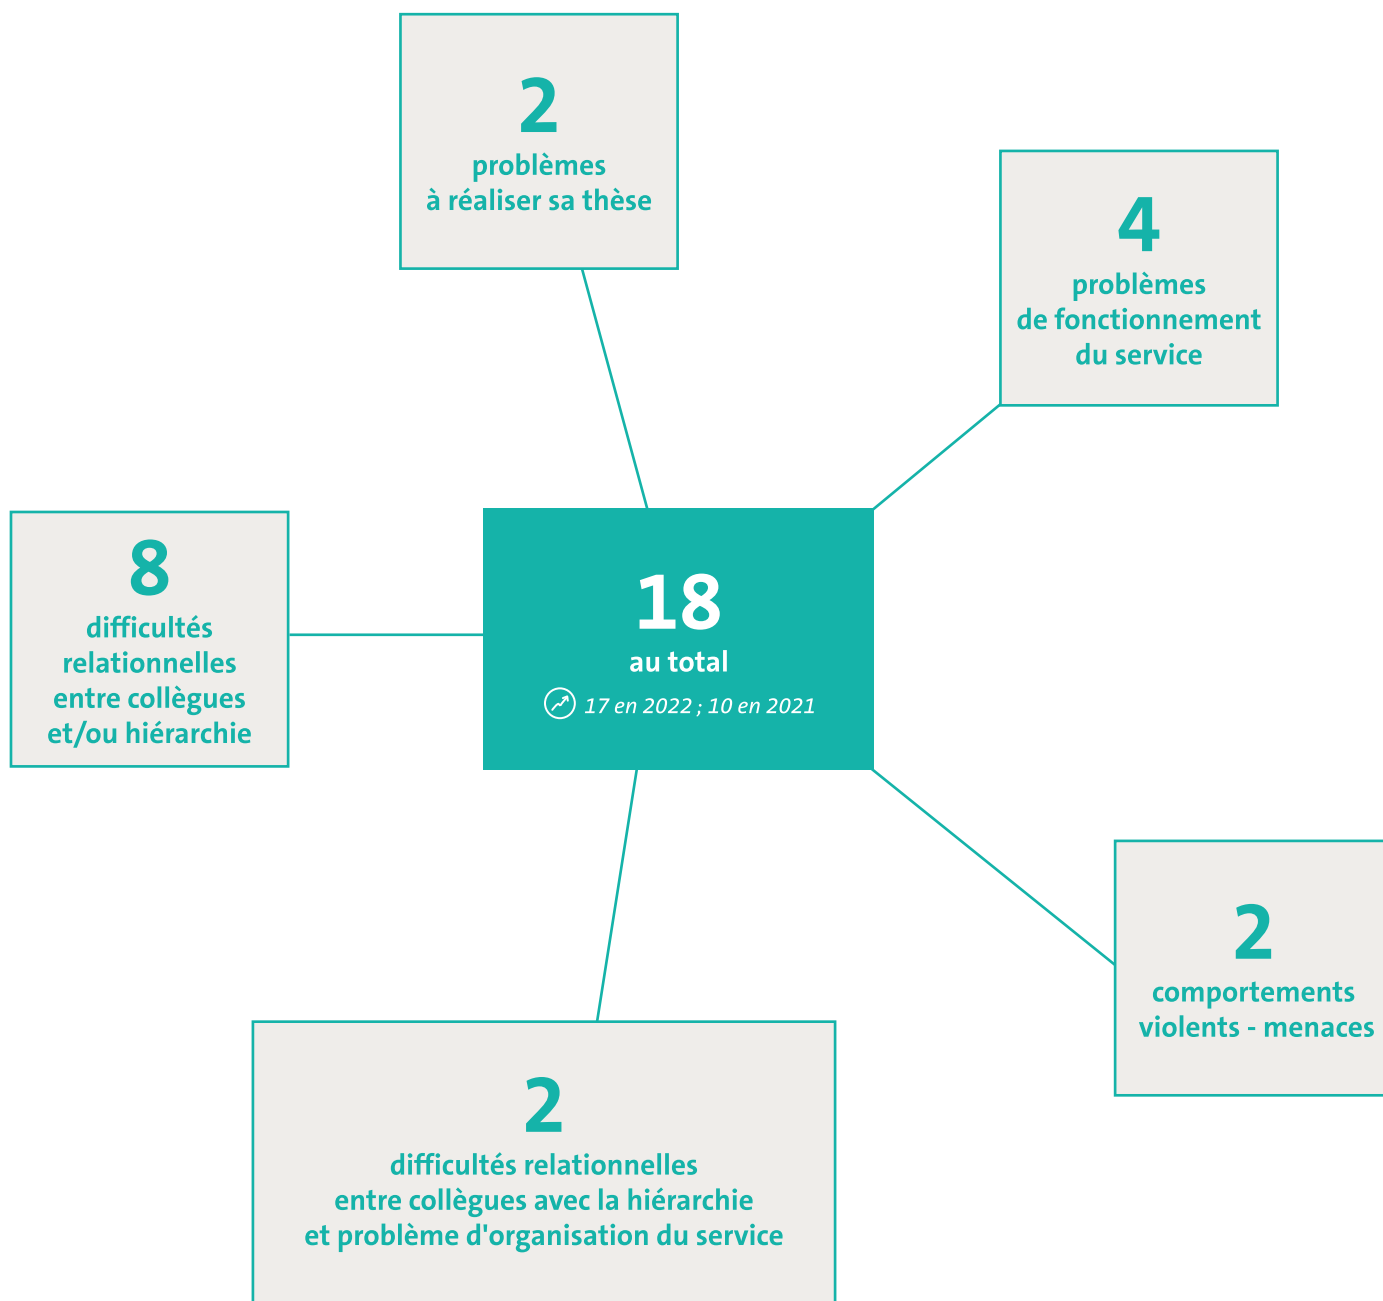 2
problèmes
à réaliser sa thèse
4
problèmes
de fonctionnement
du service
8
difficultés
relationnelles
entre collègues
et/ou hiérarchie
18
au total
17 en 2022 ; 10 en 2021
2
comportements
violents - menaces
2
difficultés relationnelles
entre collègues avec la hiérarchie
et problème d'organisation du service